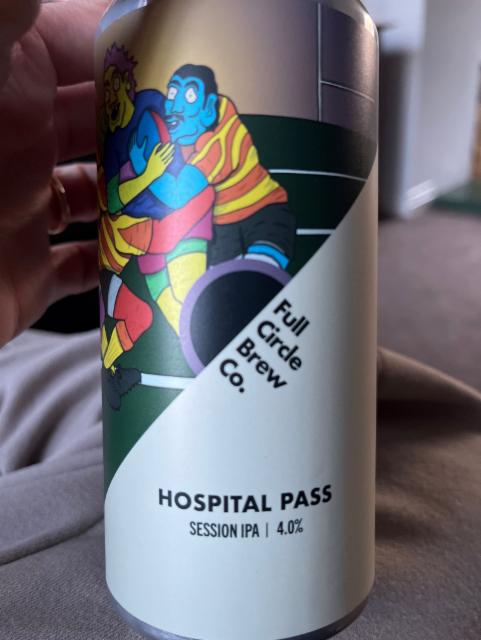 Full
Circle
Brew
Co.
HOSPITAL PASS
SESSION IPA | 4.0%